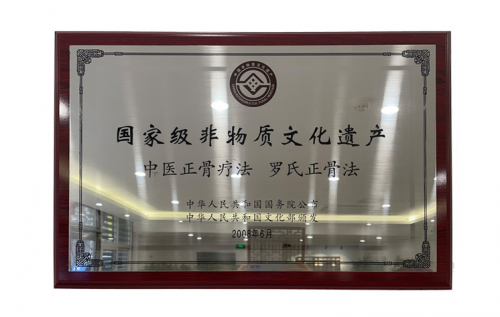 国家级非物质文化遗产
中医正骨疗法 罗氏正骨法
中华人民共和国国务院公布
中华人民共和国文化部颁发
2008年6月